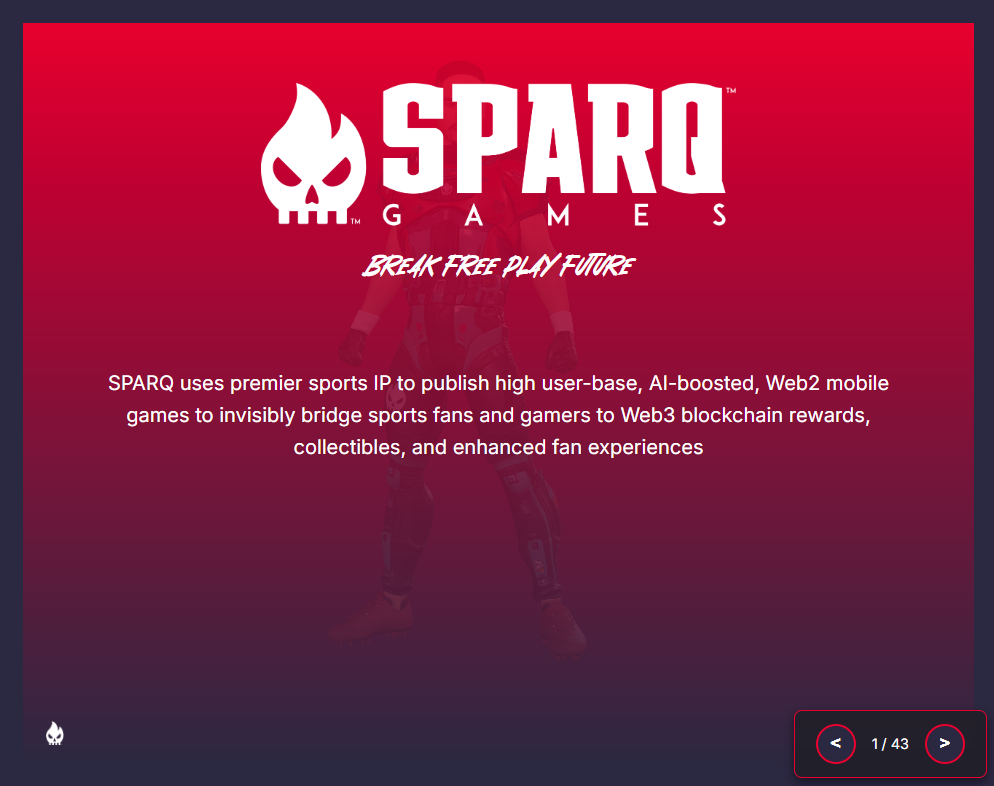 SPARQ™
GAMES
™
BREAK FREE PLAY FUTURE
SPARQ uses premier sports IP to publish high user-base, AI-boosted, Web2 mobile
games to invisibly bridge sports fans and gamers to Web3 blockchain rewards,
collectibles, and enhanced fan experiences
< 1 / 43 >